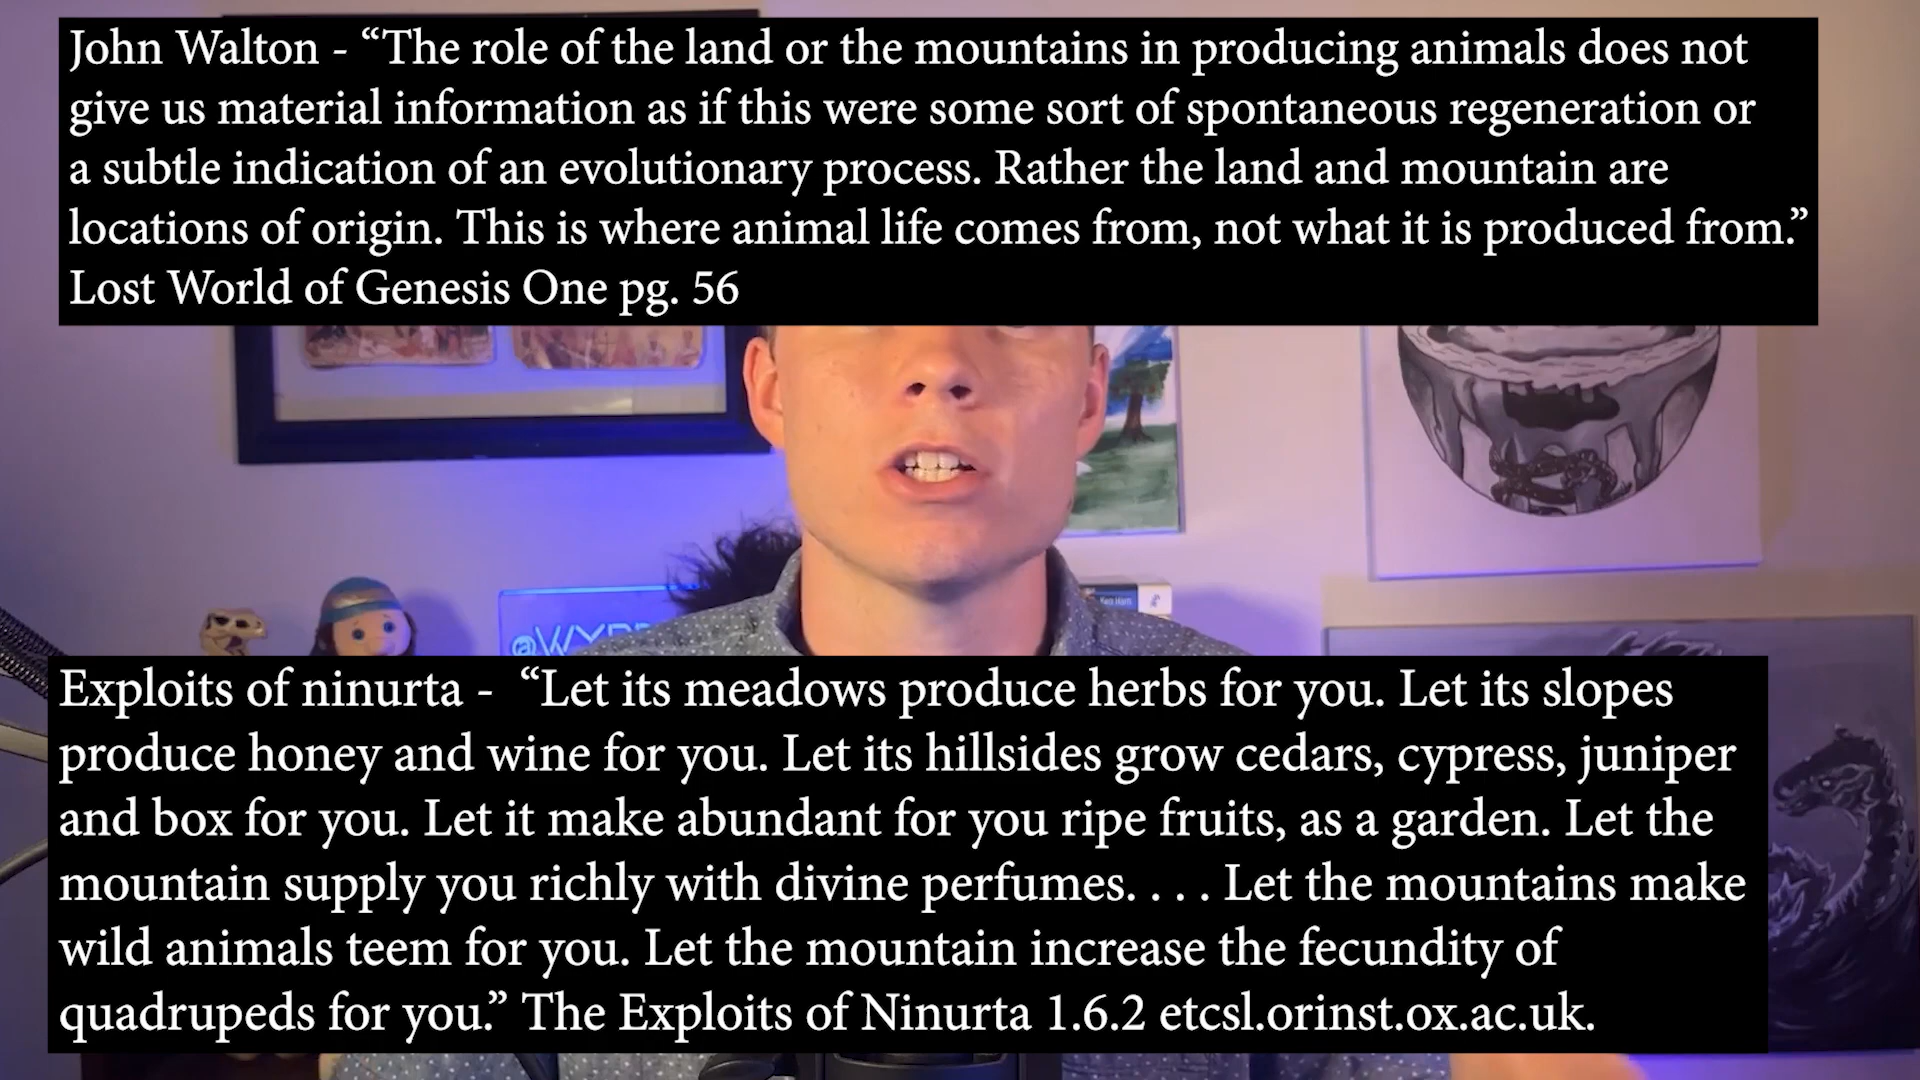 John Walton - “The role of the land or the mountains in producing animals does not
give us material information as if this were some sort of spontaneous regeneration or
a subtle indication of an evolutionary process. Rather the land and mountain are
locations of origin. This is where animal life comes from, not what it is produced from.”
Lost World of Genesis One pg. 56
Exploits of ninurta - “Let its meadows produce herbs for you. Let its slopes
produce honey and wine for you. Let its hillsides grow cedars, cypress, juniper
and box for you. Let it make abundant for you ripe fruits, as a garden. Let the
mountain supply you richly with divine perfumes. . . . Let the mountains make
wild animals teem for you. Let the mountain increase the fecundity of
quadrupeds for you.” The Exploits of Ninurta 1.6.2 etcsl.orinst.ox.ac.uk.